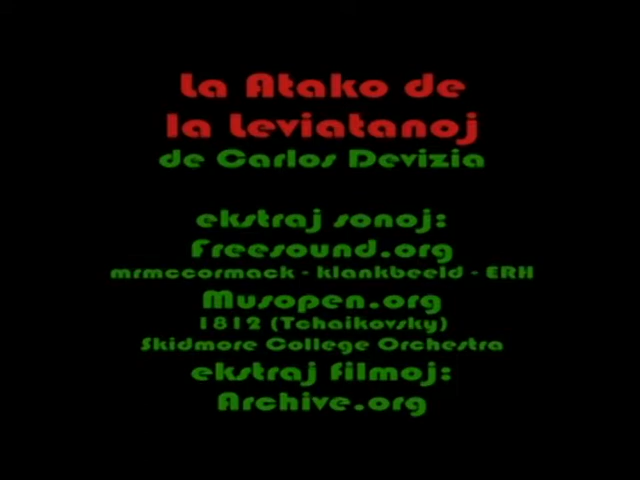 La Atako de
la Leviatanoj
de Carlos Devizia
ekstraj sonoj:
Freesound.org
mrmccormack - klankbeeld - ERH
Musopen.org
1812 (Tchaikovsky)
Skidmore College Orchestra
ekstraj filmoj:
Archive.org